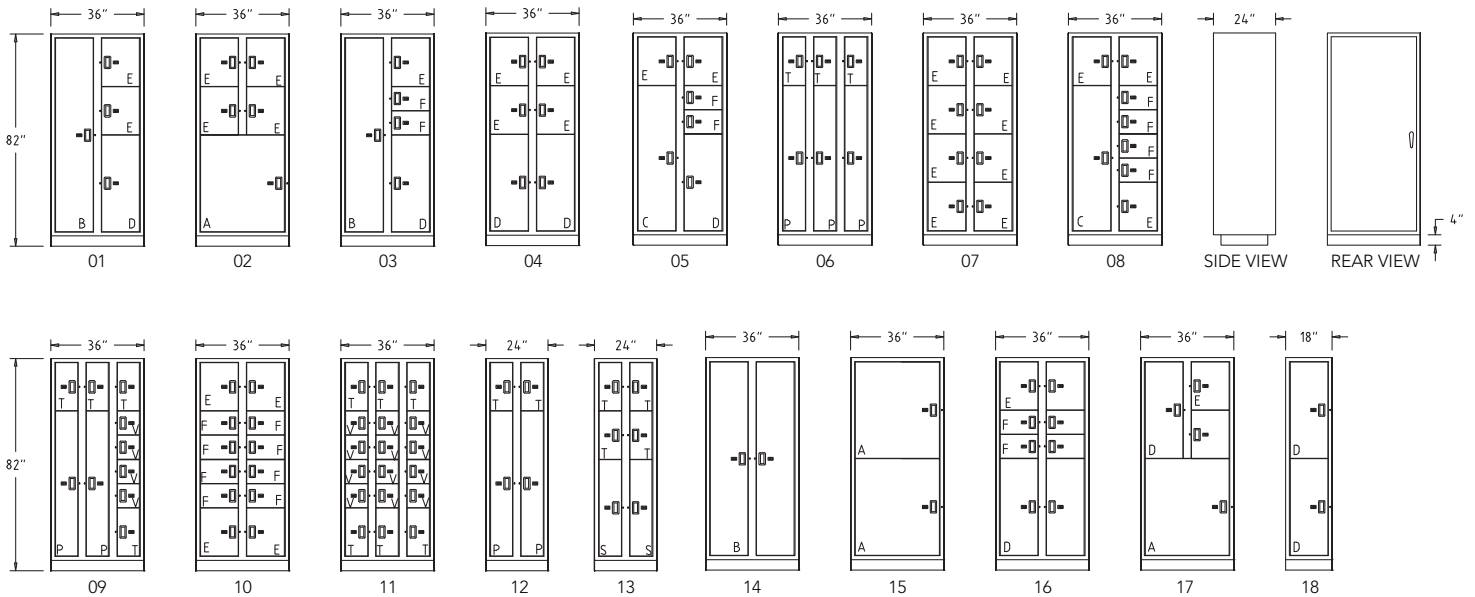 36" 36" 36" 36" 36" 36" 36" 36" 24"
E E E E E E E E T T T E E E E
F F F
E E E E F E E F E E F
82"
F
E E F
4"
B D A B D D D C D P P P E E C E
01 02 03 04 05 06 07 08 SIDE VIEW REAR VIEW
36" 36" 36" 24" 24" 36" 36" 36" 36" 18"
T T T E E T T T T T T T E E
V F F V V V F
V F F V V V T T A F D D
82"
V F F V V V
V F F V V V
P P T E E T T T P P S S B A D A D
09 10 11 12 13 14 15 16 17 18